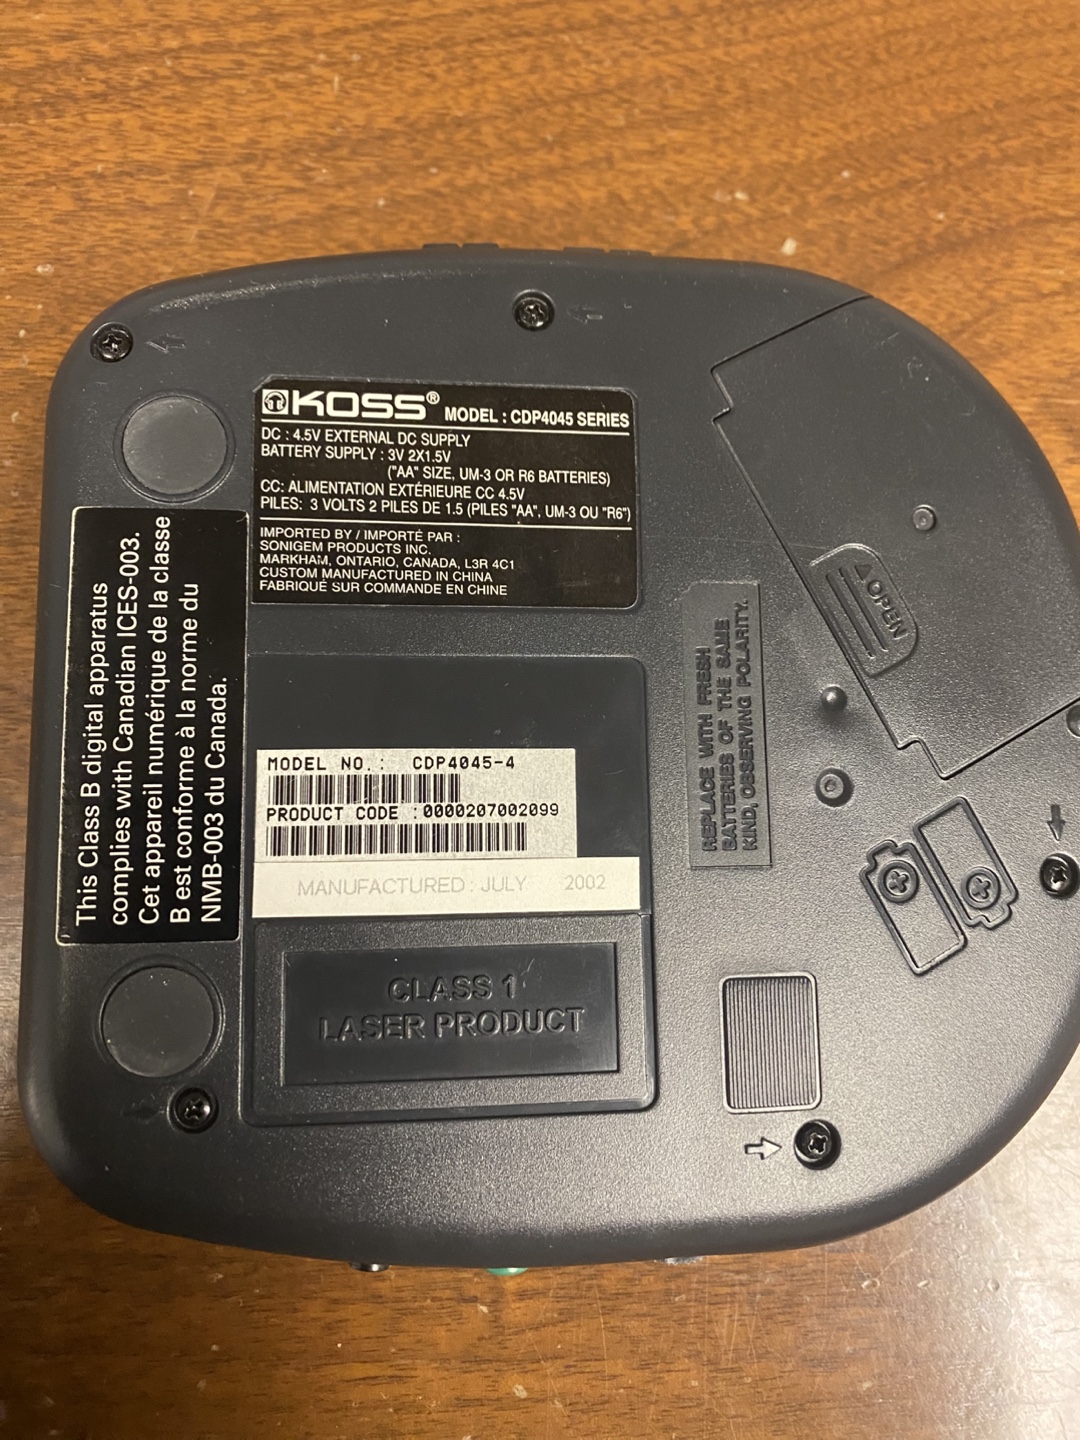 KOSS® MODEL : CDP4045 SERIES
DC : 4.5V EXTERNAL DC SUPPLY
BATTERY SUPPLY : 3V 2X1.5V
("AA" SIZE, UM-3 OR R6 BATTERIES)
CC: ALIMENTATION EXTÉRIEURE CC 4.5V
PILES: 3 VOLTS 2 PILES DE 1.5 (PILES "AA", UM-3 OU "R6")
IMPORTED BY / IMPORTÉ PAR :
SONIGEM PRODUCTS INC.
MARKHAM, ONTARIO, CANADA, L3R 4C1
CUSTOM MANUFACTURED IN CHINA
FABRIQUÉ SUR COMMANDE EN CHINE
This Class B digital apparatus
complies with Canadian ICES-003.
Cet appareil numérique de la classe
B est conforme à la norme du
NMB-003 du Canada.
MODEL NO.: CDP4045-4
PRODUCT CODE :0000207002099
MANUFACTURED : JULY 2002
CLASS 1
LASER PRODUCT
REPLACE WITH FRESH
BATTERIES OF THE SAME
KIND, OBSERVING POLARITY.
OPEN